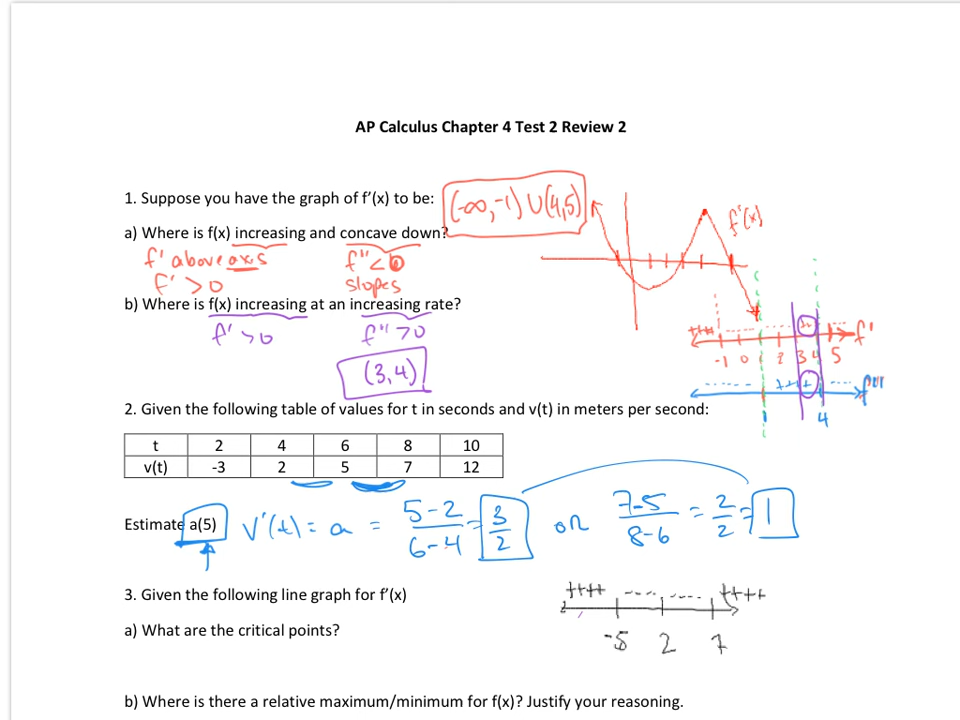 AP Calculus Chapter 4 Test 2 Review 2
1. Suppose you have the graph of f'(x) to be: (-∞,-1) U (4,5)
f'(x)
a) Where is f(x) increasing and concave down?
f' above axis f'' < 0
f' > 0 slopes
b) Where is f(x) increasing at an increasing rate?
f' > 0 f'' > 0
++++ ------ f'
-1 0 1 2 3 4 5
(3,4)
------ ++++ ---- f''
1 4
2. Given the following table of values for t in seconds and v(t) in meters per second:
t 2 4 6 8 10
v(t) -3 2 5 7 12
Estimate a(5) v'(t) = a = 5-2/6-4 = 3/2 or 7-5/8-6 = 2/2 = 1
3. Given the following line graph for f'(x)
++++ ---- ---- ++++
-5 2 7
a) What are the critical points?
b) Where is there a relative maximum/minimum for f(x)? Justify your reasoning.